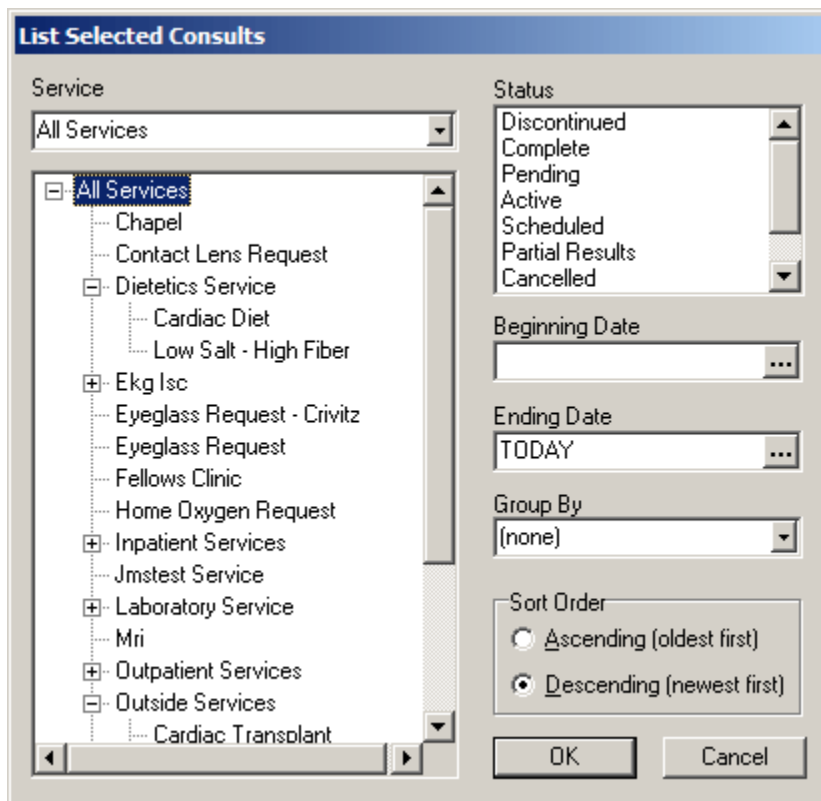 List Selected Consults
Service
All Services
All Services
Chapel
Contact Lens Request
Dietetics Service
Cardiac Diet
Low Salt - High Fiber
Ekg Isc
Eyeglass Request - Crivitz
Eyeglass Request
Fellows Clinic
Home Oxygen Request
Inpatient Services
Jmstest Service
Laboratory Service
Mri
Outpatient Services
Outside Services
Cardiac Transplant
Status
Discontinued
Complete
Pending
Active
Scheduled
Partial Results
Cancelled
Beginning Date
...
Ending Date
TODAY ...
Group By
(none)
Sort Order
Ascending (oldest first)
Descending (newest first)
OK Cancel